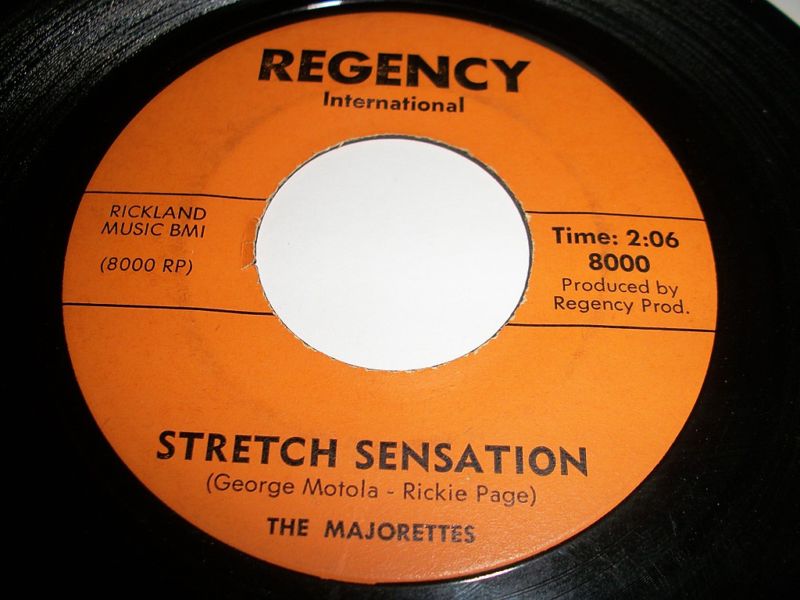 REGENCY
International
RICKLAND
MUSIC BMI
(8000 RP)
Time: 2:06
8000
Produced by
Regency Prod.
STRETCH SENSATION
(George Motola - Rickie Page)
THE MAJORETTES